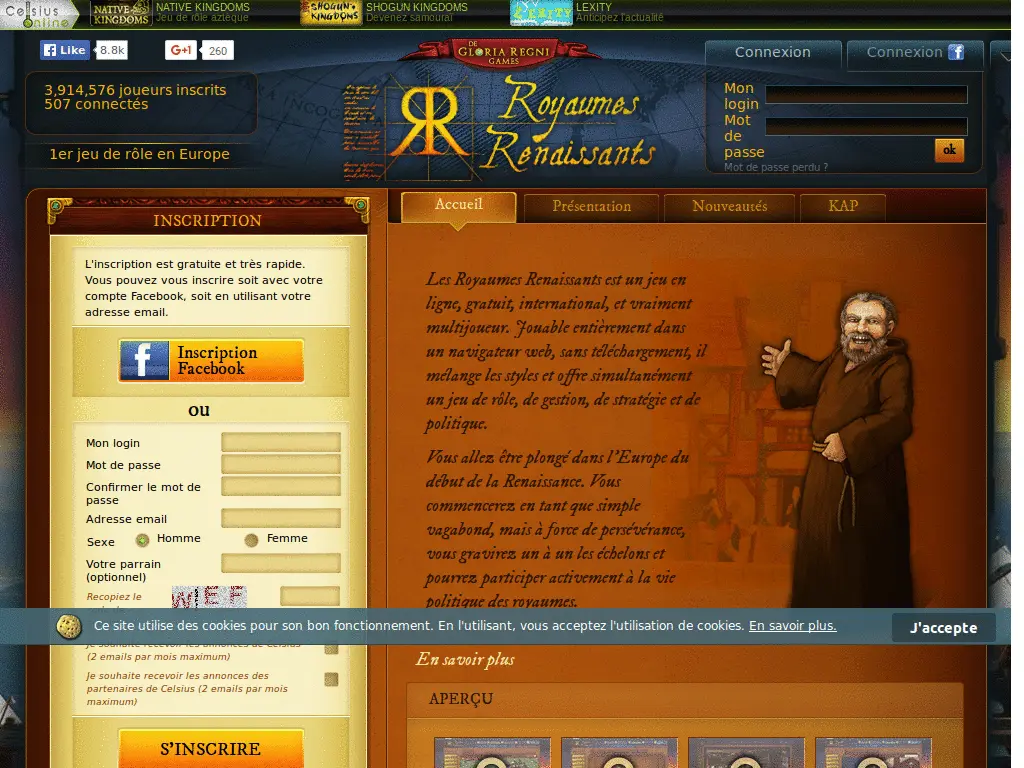 Celsius online
NATIVE KINGDOMS
NATIVE KINGDOMS
Jeu de rôle aztèque
SHOGUN KINGDOMS
SHOGUN KINGDOMS
Devenez samouraï
LEXITY
LEXITY
Anticipez l'actualité
Like 8.8k
G+1 260
DE GLORIA REGNI GAMES
Connexion
Connexion
3,914,576 joueurs inscrits
507 connectés
1er jeu de rôle en Europe
Royaumes
Renaissants
Mon login
Mot de passe
ok
Mot de passe perdu ?
INSCRIPTION
Accueil
Présentation
Nouveautés
KAP
L'inscription est gratuite et très rapide.
Vous pouvez vous inscrire soit avec votre
compte Facebook, soit en utilisant votre
adresse email.
Inscription
Facebook
OU
Mon login
Mot de passe
Confirmer le mot de
passe
Adresse email
Sexe
Homme
Femme
Votre parrain
(optionnel)
Recopiez le
Les Royaumes Renaissants est un jeu en
ligne, gratuit, international, et vraiment
multijoueur. Jouable entièrement dans
un navigateur web, sans téléchargement, il
mélange les styles et offre simultanément
un jeu de rôle, de gestion, de stratégie et de
politique.
Vous allez être plongé dans l'Europe du
début de la Renaissance. Vous
commencerez en tant que simple
vagabond, mais à force de persévérance,
vous gravirez un à un les échelons et
pourrez participer activement à la vie
politique des royaumes.
Ce site utilise des cookies pour son bon fonctionnement. En l'utilisant, vous acceptez l'utilisation de cookies. En savoir plus.
J'accepte
Je souhaite recevoir les annonces de Celsius
(2 emails par mois maximum)
Je souhaite recevoir les annonces des
partenaires de Celsius (2 emails par mois
maximum)
S'INSCRIRE
En savoir plus
APERÇU